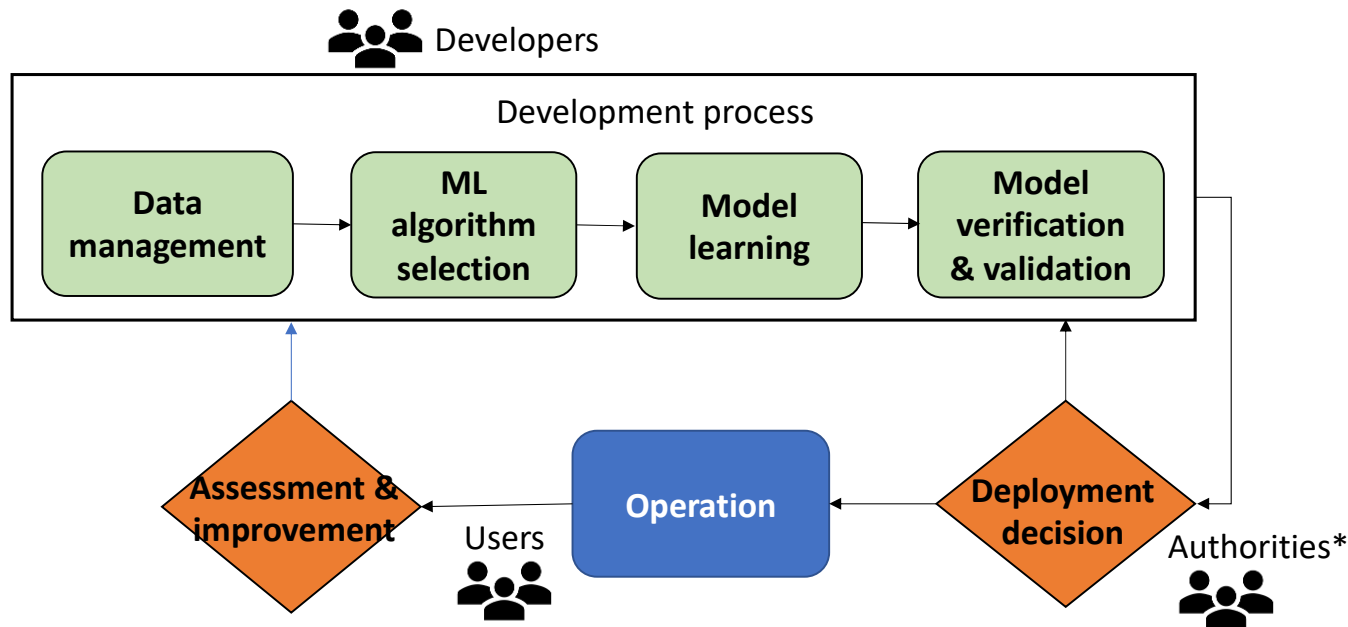 Developers
Development process
Data
management
ML
algorithm
selection
Model
learning
Model
verification
& validation
Assessment &
improvement
Users
Operation
Deployment
decision
Authorities*